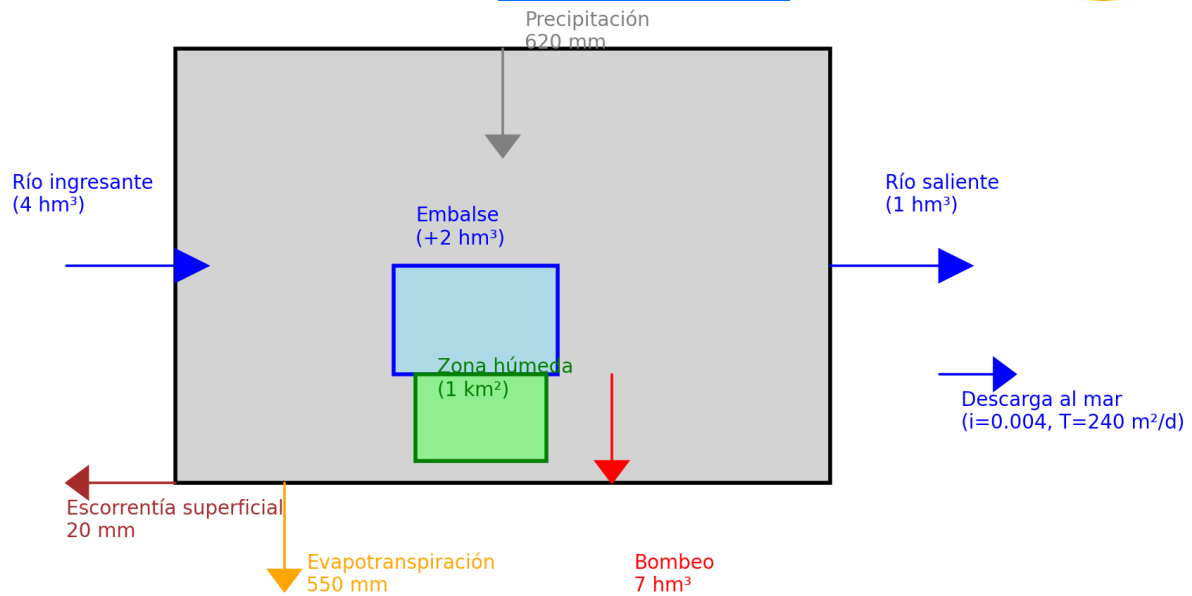 Precipitación
620 mm
Río ingresante
(4 hm³)
Río saliente
(1 hm³)
Embalse
(+2 hm³)
Zona húmeda
(1 km²)
Descarga al mar
(i=0.004, T=240 m²/d)
Escorrentía superficial
20 mm
Evapotranspiración
550 mm
Bombeo
7 hm³